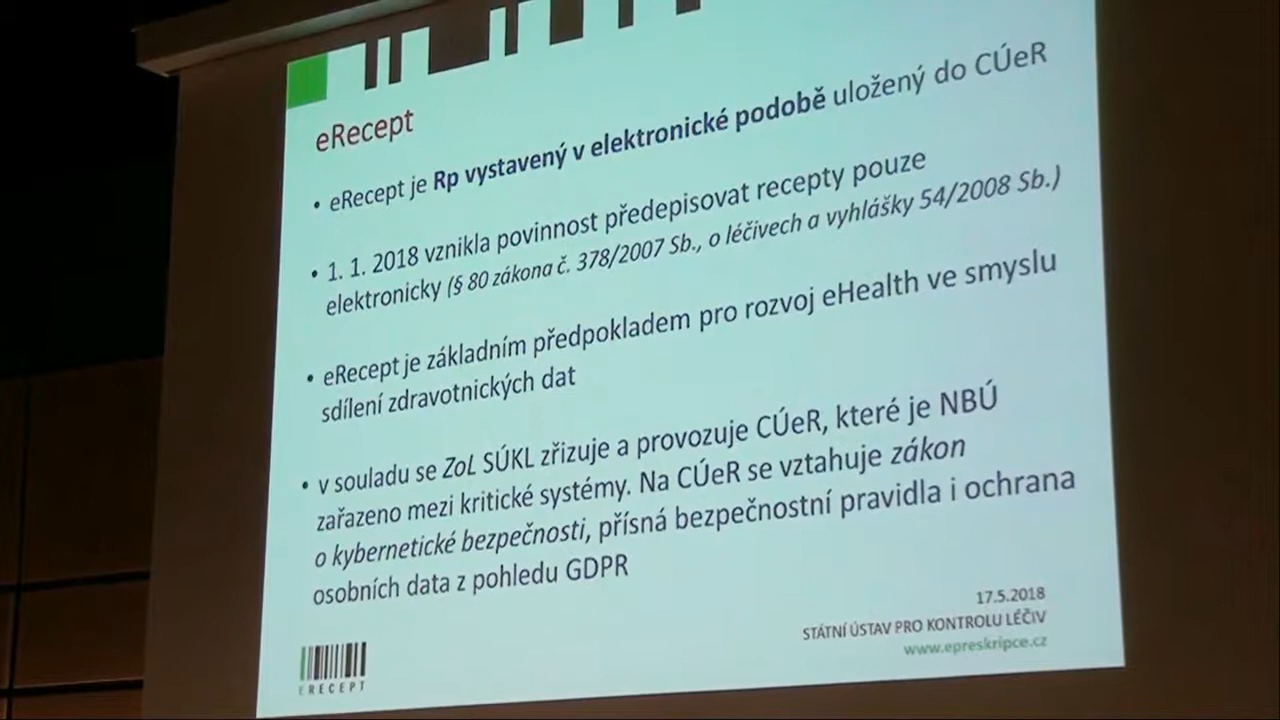 eRecept
• eRecept je Rp vystavený v elektronické podobě uložený do CÚeR
• 1. 1. 2018 vznikla povinnost předepisovat recepty pouze
elektronicky (§ 80 zákona č. 378/2007 Sb., o léčivech a vyhlášky 54/2008 Sb.)
• eRecept je základním předpokladem pro rozvoj eHealth ve smyslu
sdílení zdravotnických dat
• v souladu se ZoL SÚKL zřizuje a provozuje CÚeR, které je NBÚ
zařazeno mezi kritické systémy. Na CÚeR se vztahuje zákon
o kybernetické bezpečnosti, přísná bezpečnostní pravidla i ochrana
osobních data z pohledu GDPR
17.5.2018
STÁTNÍ ÚSTAV PRO KONTROLU LÉČIV
www.epreskripce.cz
ERECEPT